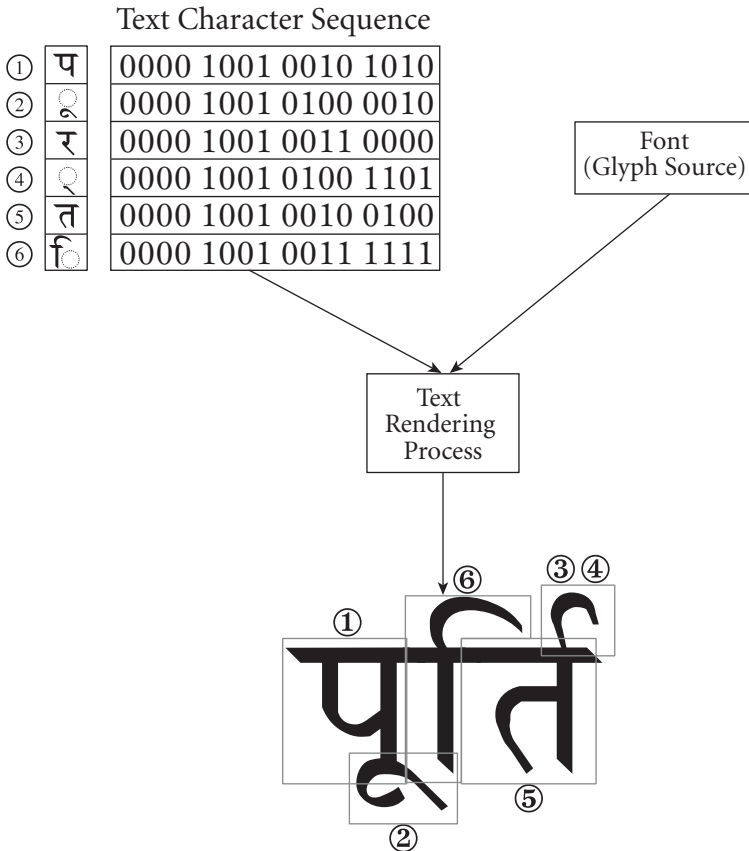 Text Character Sequence
① प 0000 1001 0010 1010
② ू 0000 1001 0100 0010
③ र 0000 1001 0011 0000
④ ् 0000 1001 0100 1101
⑤ त 0000 1001 0010 0100
⑥ ि 0000 1001 0011 1111
Font
(Glyph Source)
Text
Rendering
Process
③ ④
⑥
①
पूर्ति
⑤
②